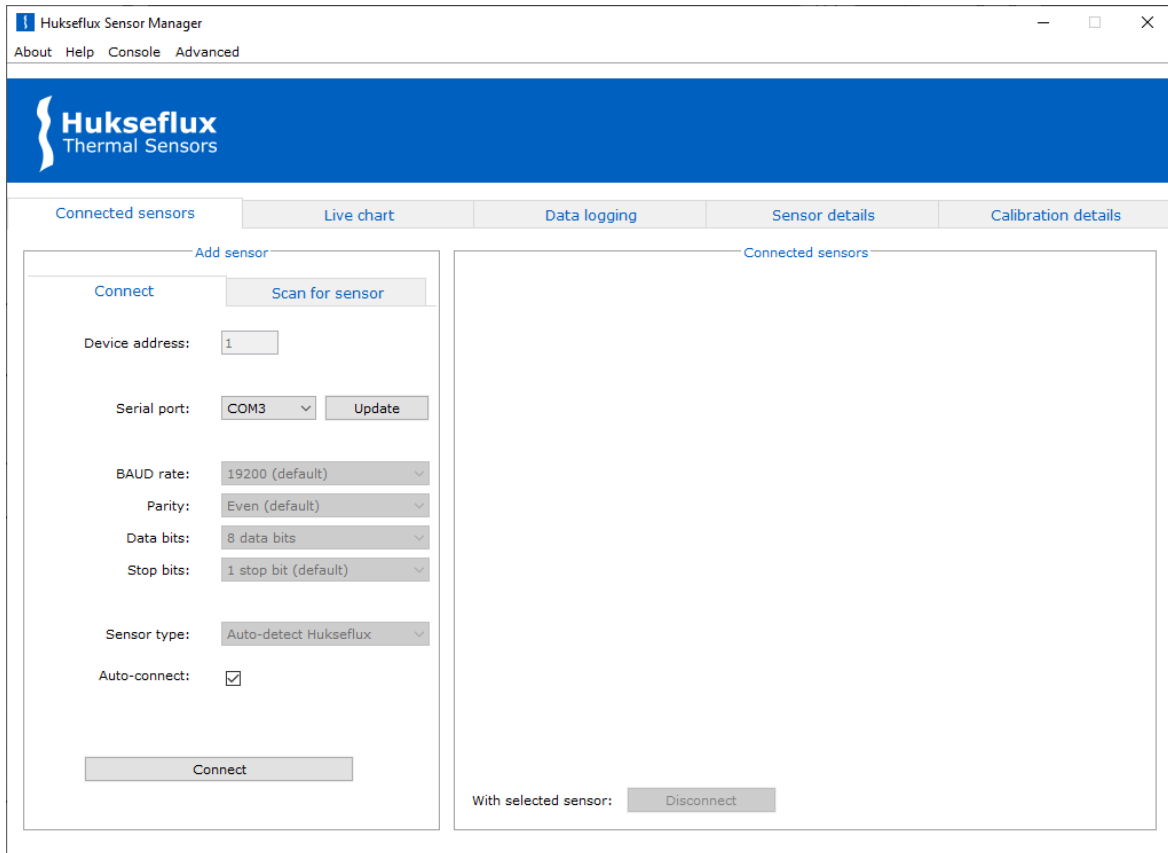 Hukseflux Sensor Manager
About Help Console Advanced
Hukseflux
Thermal Sensors
Connected sensors
Live chart
Data logging
Sensor details
Calibration details
Add sensor
Connect
Scan for sensor
Device address: 1
Serial port: COM3 Update
BAUD rate: 19200 (default)
Parity: Even (default)
Data bits: 8 data bits
Stop bits: 1 stop bit (default)
Sensor type: Auto-detect Hukseflux
Auto-connect:
Connect
Connected sensors
With selected sensor: Disconnect